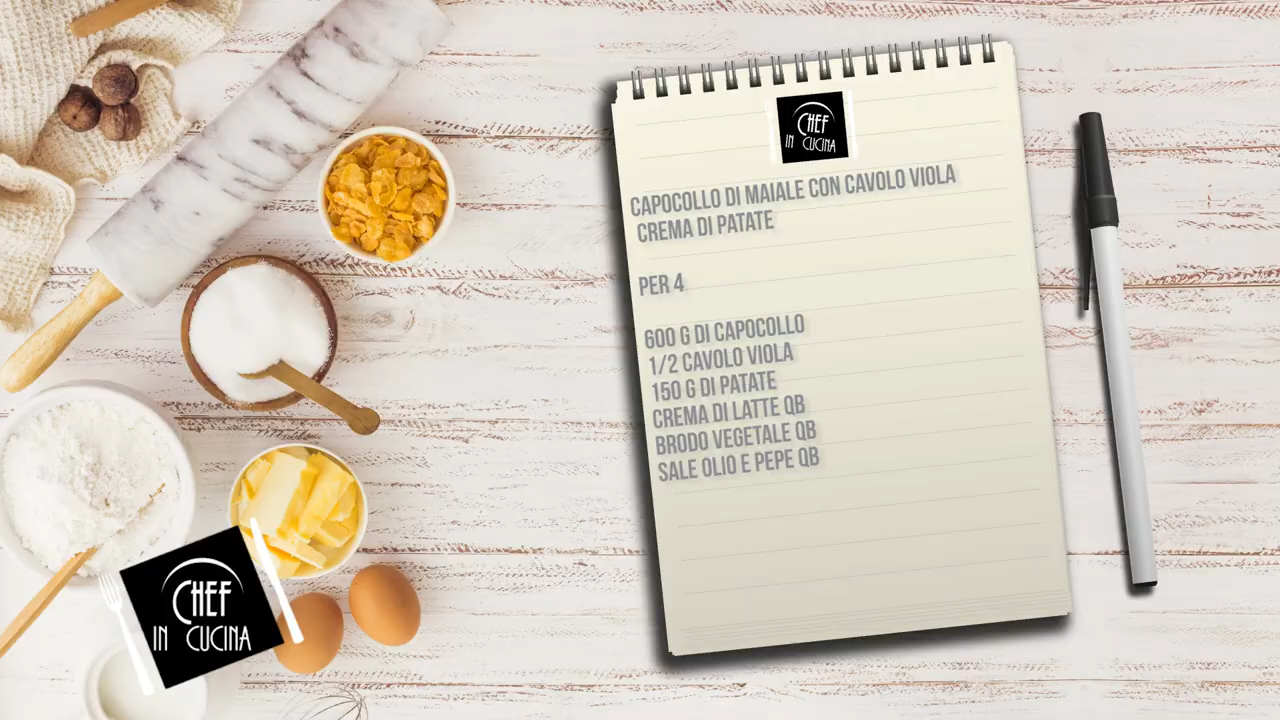 CHEF
IN CUCINA
CAPOCOLLO DI MAIALE CON CAVOLO VIOLA
CREMA DI PATATE
PER 4
600 G DI CAPOCOLLO
1/2 CAVOLO VIOLA
150 G DI PATATE
CREMA DI LATTE QB
BRODO VEGETALE QB
SALE OLIO E PEPE QB
CHEF
IN CUCINA